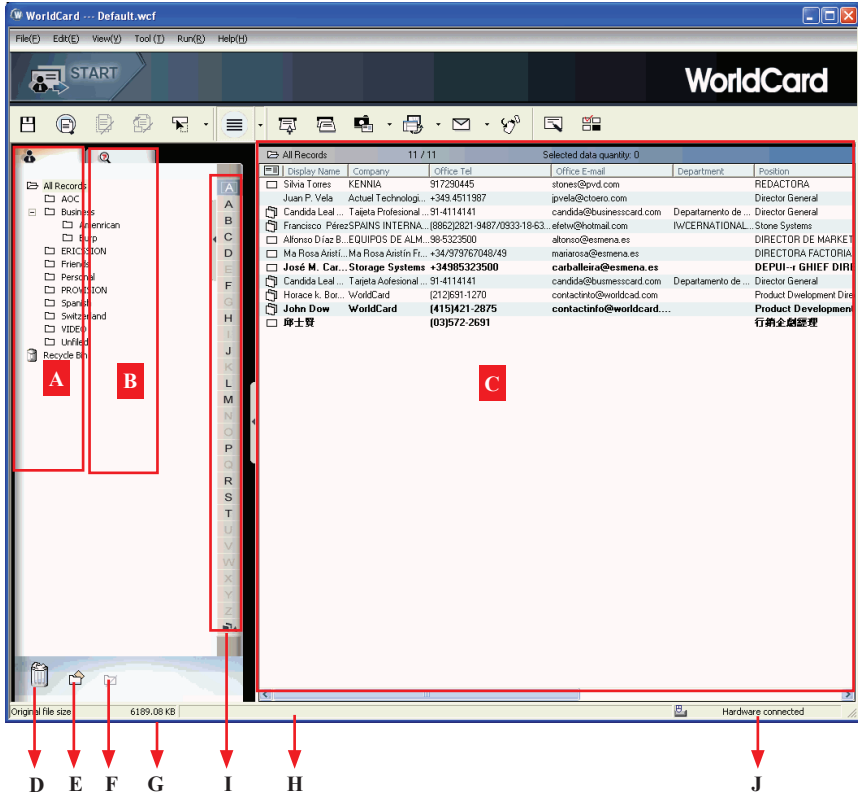 WorldCard --- Default.wcf
File(F) Edit(E) View(V) Tool (T) Run(R) Help(H)
START
WorldCard
All Records
AOC
Business
Amenrican
Burp
ERICSSION
Friends
Personal
PROVISION
Spanish
Switzerland
VIDEO
Unfiled
Recycle Bin
A
B
A
A
B
C
D
E
F
G
H
I
J
K
L
M
N
O
P
Q
R
S
T
U
V
W
X
Y
Z
All Records 11 / 11 Selected data quantity: 0
Display Name Company Office Tel Office E-mail Department Position
Silvia Torres KENNIA 917290445 stones@pvd.com REDACTORA
Juan P. Vela Actuel Technologi... +349.4511987 jpvela@ctoero.com Director General
Candida Leal ... Taijeta Profesional ... 91-4114141 candida@businesscard.com Departamento de ... Director General
Francisco Pérez SPAINS INTERNA... (8862)2821-9487/0933-18-63... efetw@hotmail.com IWCERNATIONAL... Stone Systems
Alfonso Díaz B... EQUIPOS DE ALM... 98-5323500 altonso@esmena.es DIRECTOR DE MARKET
Ma Rosa Aristí... Ma Rosa Aristín Fr... +34/979767048/49 mariarosa@esmena.es DIRECTORA FACTORIA
José M. Car... Storage Systems +34985323500 carballeira@esmena.es DEPUI--r GHIEF DIRI
Candida Leal ... Tarjeta Aofesional ... 91-4114141 candida@busmesscard.com Departamento de ... Director General
Horace k. Bor... WorldCard (212)691-1270 contactinto@worldcad.com Product Dwelopment Dire
John Dow WorldCard (415)421-2875 contactinfo@worldcard.... Product Development
邱士賢 (03)572-2691 行銷企劃經理
C
Original file size 6189.08 KB Hardware connected
D E F G I H J